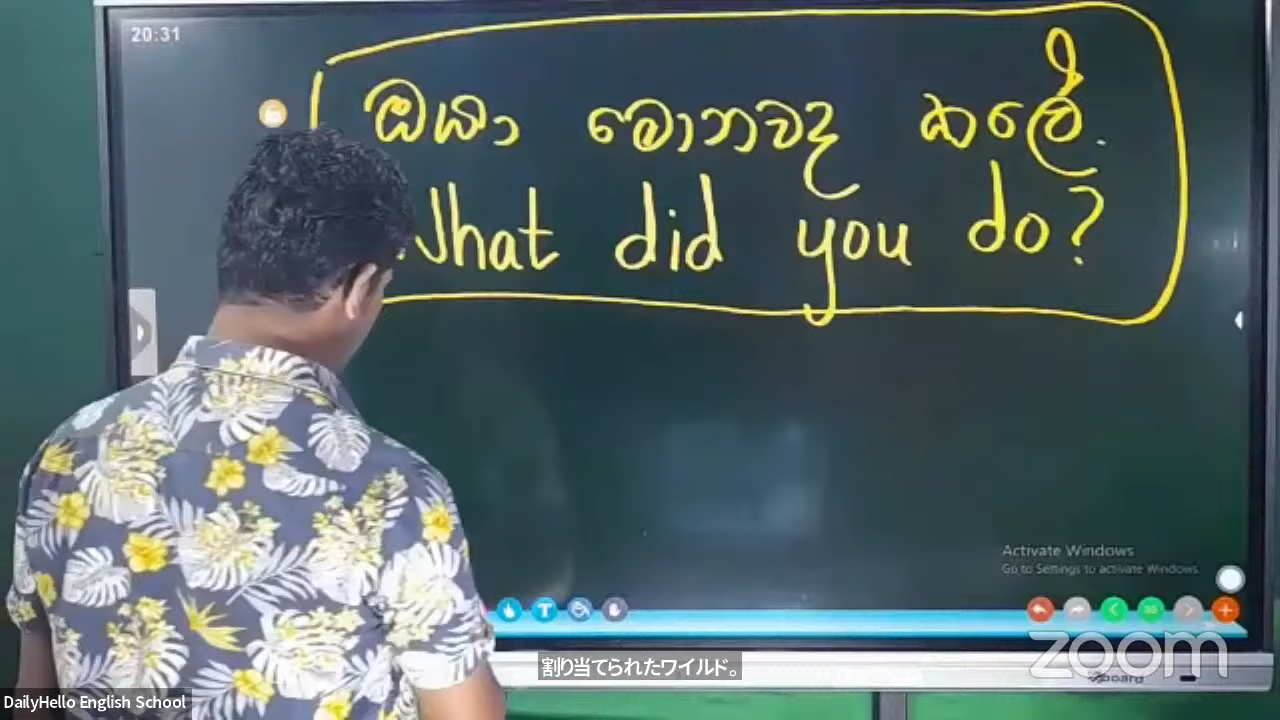 20:31
ඔයා මොනවද කලේ.
What did you do?
Activate Windows
Go to Settings to activate Windows.
zoom
割り当てられたワイルド。
DailyHello English School